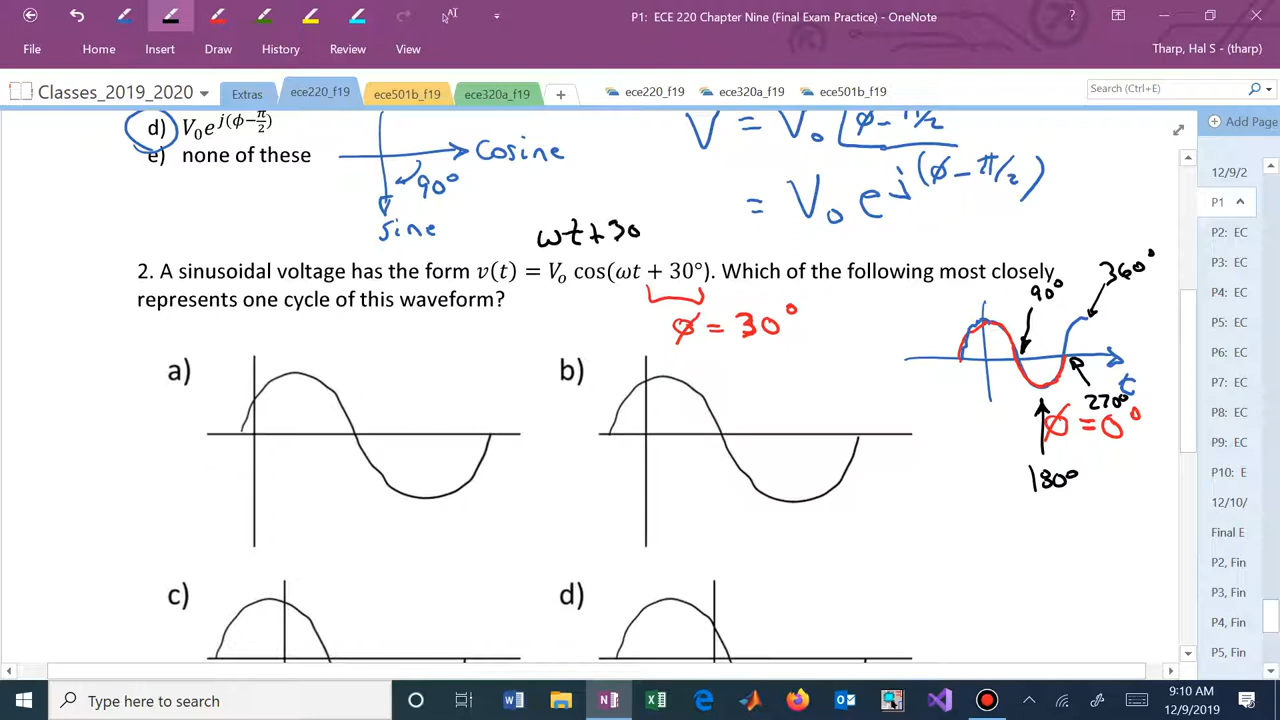 P1: ECE 220 Chapter Nine (Final Exam Practice) - OneNote
File Home Insert Draw History Review View
Tharp, Hal S - (tharp)
Classes_2019_2020
Extras
ece220_f19
ece501b_f19
ece320a_f19
ece220_f19
ece320a_f19
ece501b_f19
Search (Ctrl+E)
Add Page
d) V₀e^{j(ϕ−π/2)}
e) none of these
Cosine
90°
sine
V = V₀ ∠ϕ - π/2
= V₀ e^{j(ϕ - π/2)}
ωt+30
2. A sinusoidal voltage has the form v(t) = Vₒ cos(ωt + 30°). Which of the following most closely
represents one cycle of this waveform?
ϕ = 30°
90°
360°
t
270°
ϕ = 0°
180°
a)
b)
c)
d)
12/9/2
P1
P2: EC
P3: EC
P4: EC
P5: EC
P6: EC
P7: EC
P8: EC
P9: EC
P10: E
12/10/
Final E
P2, Fin
P3, Fin
P4, Fin
P5, Fin
Type here to search
9:10 AM
12/9/2019